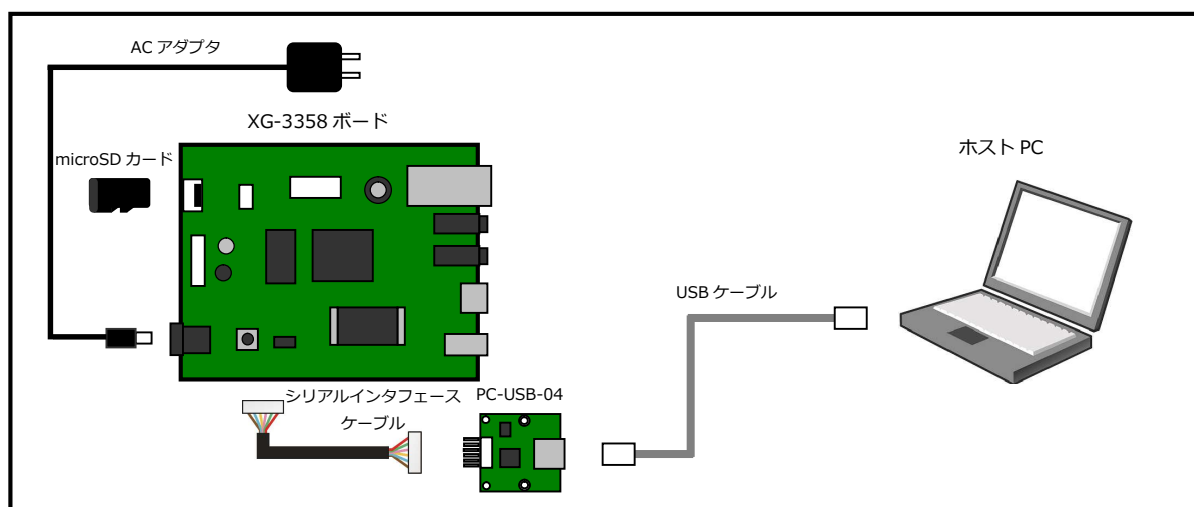 AC アダプタ
XG-3358 ボード
microSD カード
ホスト PC
USB ケーブル
シリアルインタフェース
ケーブル
PC-USB-04